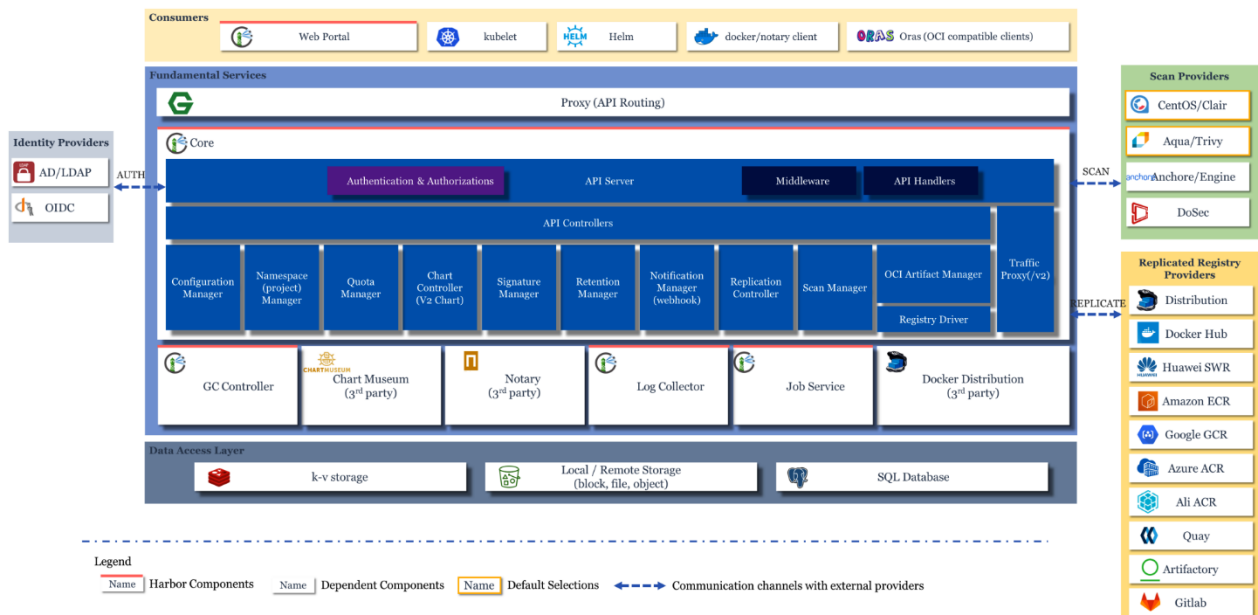 Consumers
Web Portal
kubelet
HELM
Helm
docker/notary client
ORAS
Oras (OCI compatible clients)
Fundamental Services
Proxy (API Routing)
Core
Authentication & Authorizations
API Server
Middleware
API Handlers
API Controllers
Configuration
Manager
Namespace
(project)
Manager
Quota
Manager
Chart
Controller
(V2 Chart)
Signature
Manager
Retention
Manager
Notification
Manager
(webhook)
Replication
Controller
Scan Manager
OCI Artifact Manager
Registry Driver
Traffic
Proxy(/v2)
GC Controller
CHARTMUSEUM
Chart Museum
(3rd party)
Notary
(3rd party)
Log Collector
Job Service
Docker Distribution
(3rd party)
Data Access Layer
k-v storage
Local / Remote Storage
(block, file, object)
SQL Database
Identity Providers
AD/LDAP
OIDC
AUTH
SCAN
REPLICATE
Scan Providers
CentOS/Clair
Aqua/Trivy
anchore
Anchore/Engine
DoSec
Replicated Registry
Providers
Distribution
Docker Hub
HUAWEI
Huawei SWR
Amazon ECR
Google GCR
Azure ACR
Ali ACR
Quay
Artifactory
Gitlab
Legend
Name
Harbor Components
Name
Dependent Components
Name
Default Selections
Communication channels with external providers